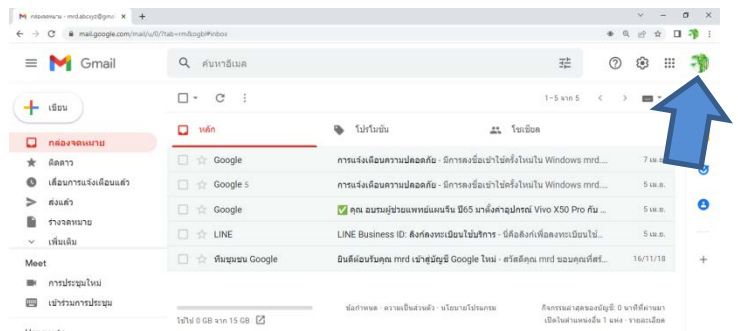 กล่องจดหมาย - mrd.abcxyz@gmai
mail.google.com/mail/u/0/?tab=rm&ogbl#inbox
Gmail
ค้นหาอีเมล
เขียน
1-5 จาก 5
กล่องจดหมาย
ติดดาว
เลื่อนการแจ้งเตือนแล้ว
ส่งแล้ว
ร่างจดหมาย
เพิ่มเติม
Meet
การประชุมใหม่
เข้าร่วมการประชุม
หลัก
โปรโมชัน
โซเชียล
Google การแจ้งเตือนความปลอดภัย - มีการลงชื่อเข้าใช้ครั้งใหม่ใน Windows mrd.... 7 เม.ย.
Google 5 การแจ้งเตือนความปลอดภัย - มีการลงชื่อเข้าใช้ครั้งใหม่ใน Windows mrd.... 5 เม.ย.
Google ✅ คุณ อบรมผู้ช่วยแพทย์แผนจีน ปี65 มาตั้งค่าอุปกรณ์ Vivo X50 Pro กับ ... 5 เม.ย.
LINE LINE Business ID: ลิงก์ลงทะเบียนใช้บริการ - นี่คือลิงก์เพื่อลงทะเบียนใช้... 5 เม.ย.
ทีมชุมชน Google ยินดีต้อนรับคุณ mrd เข้าสู่บัญชี Google ใหม่ - สวัสดีคุณ mrd ขอบคุณที่สร้... 16/11/18
ใช้ไป 0 GB จาก 15 GB
ข้อกำหนด · ความเป็นส่วนตัว · นโยบายโปรแกรม
กิจกรรมล่าสุดของบัญชี: 0 นาทีที่ผ่านมา
เปิดในตำแหน่งอื่น 1 แห่ง · รายละเอียด